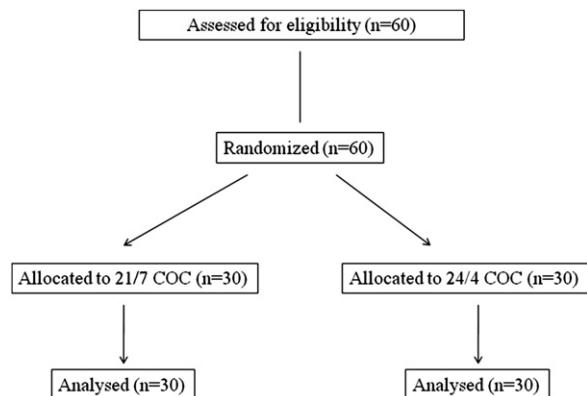 Assessed for eligibility (n=60)
Randomized (n=60)
Allocated to 21/7 COC (n=30)
Allocated to 24/4 COC (n=30)
Analysed (n=30)
Analysed (n=30)